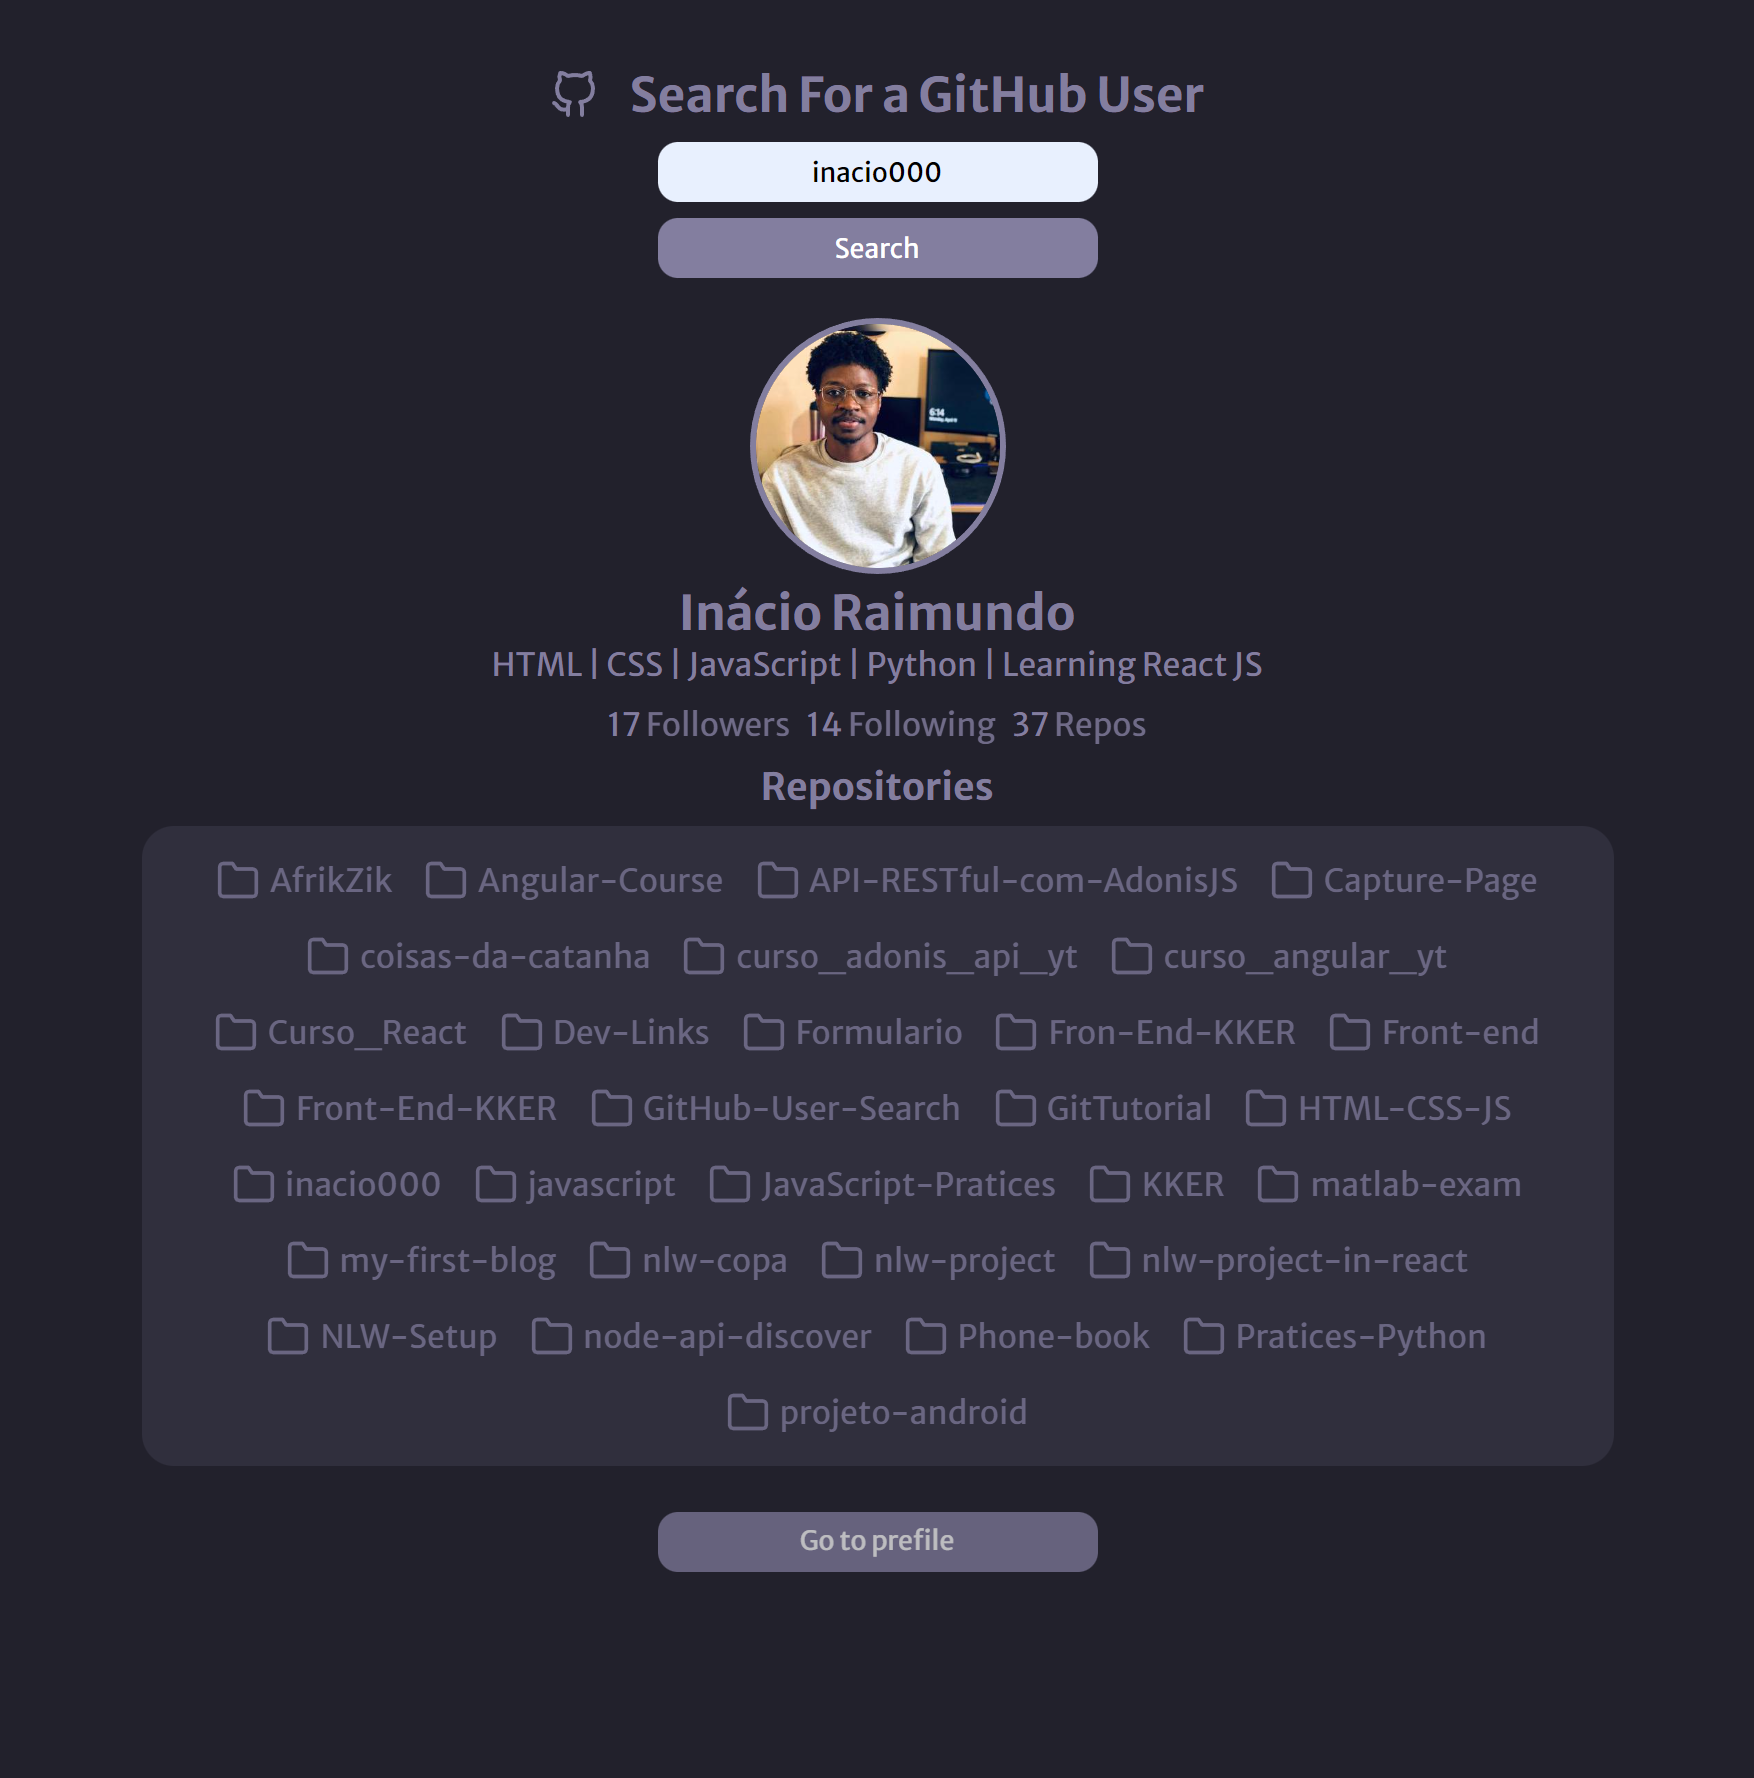 Search For a GitHub User
inacio000
Search
6:14
Inácio Raimundo
HTML | CSS | JavaScript | Python | Learning React JS
17 Followers 14 Following 37 Repos
Repositories
AfrikZik Angular-Course API-RESTful-com-AdonisJS Capture-Page
coisas-da-catanha curso_adonis_api_yt curso_angular_yt
Curso_React Dev-Links Formulario Fron-End-KKER Front-end
Front-End-KKER GitHub-User-Search GitTutorial HTML-CSS-JS
inacio000 javascript JavaScript-Pratices KKER matlab-exam
my-first-blog nlw-copa nlw-project nlw-project-in-react
NLW-Setup node-api-discover Phone-book Pratices-Python
projeto-android
Go to prefile